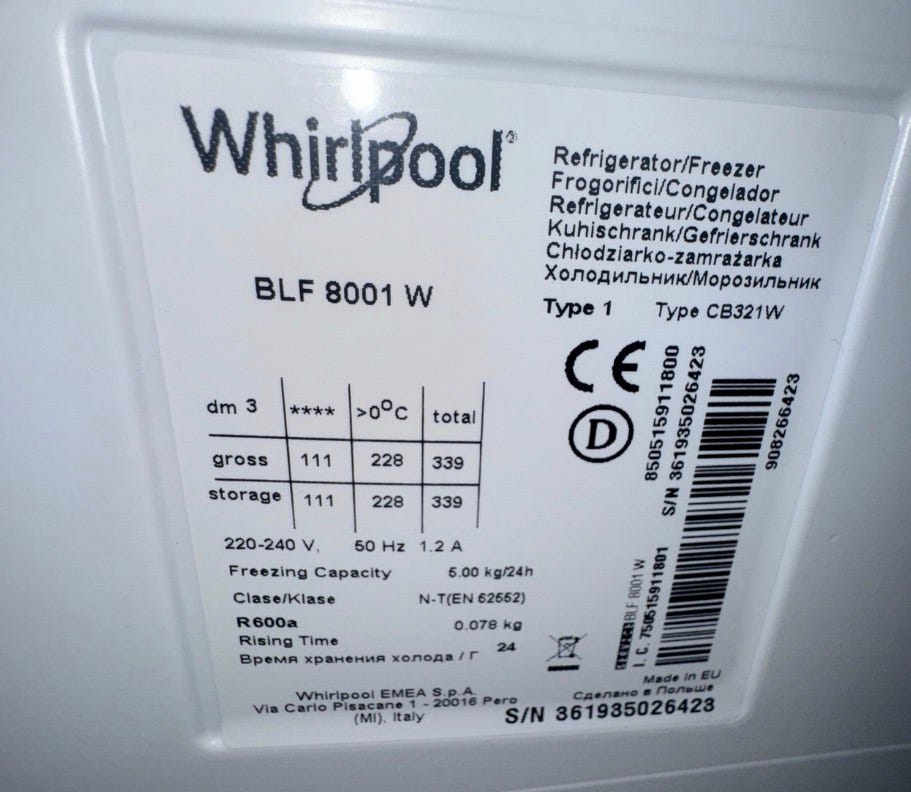 Whirlpool®
Refrigerator/Freezer
Frogorifici/Congelador
Refrigerateur/Congelateur
Kuhischrank/Gefrierschrank
Chłodziarko-zamrażarka
Холодильник/Морозильник
BLF 8001 W
Type 1 Type CB321W
CE
D
850515911800
S/N 361935026423
908266423
dm 3 **** >0°C total
gross 111 228 339
storage 111 228 339
220-240 V, 50 Hz 1.2 A
Freezing Capacity 5.00 kg/24h
Clase/Klase N-T(EN 62552)
R600a 0.078 kg
Rising Time 24
Время хранения холода / Г
BLF 8001 W
I. C. 750515911801
Made in EU
Сделано в Польше
Whirlpool EMEA S.p.A.
Via Carlo Pisacane 1 - 20016 Pero
(MI), Italy
S/N 361935026423